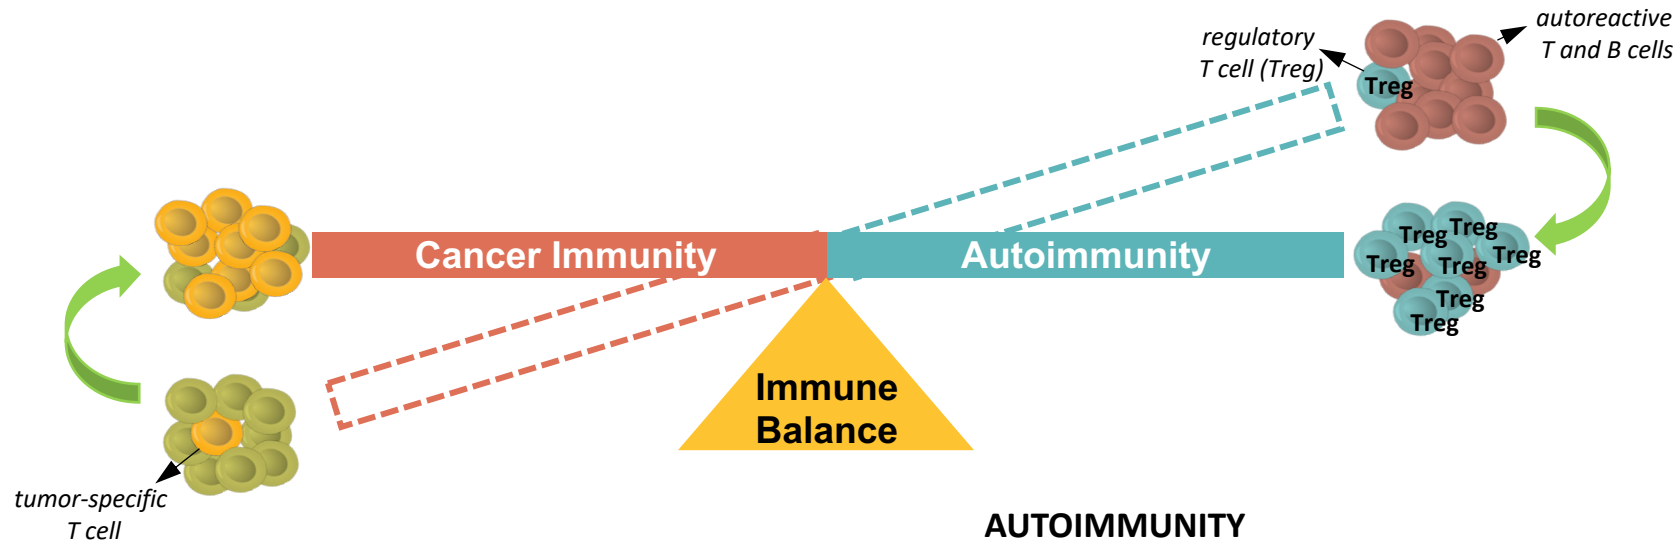 regulatory
T cell (Treg)
autoreactive
T and B cells
Treg
Cancer Immunity
Autoimmunity
Treg
Treg
Treg
Treg
Treg
Treg
Treg
Immune
Balance
tumor-specific
T cell
AUTOIMMUNITY